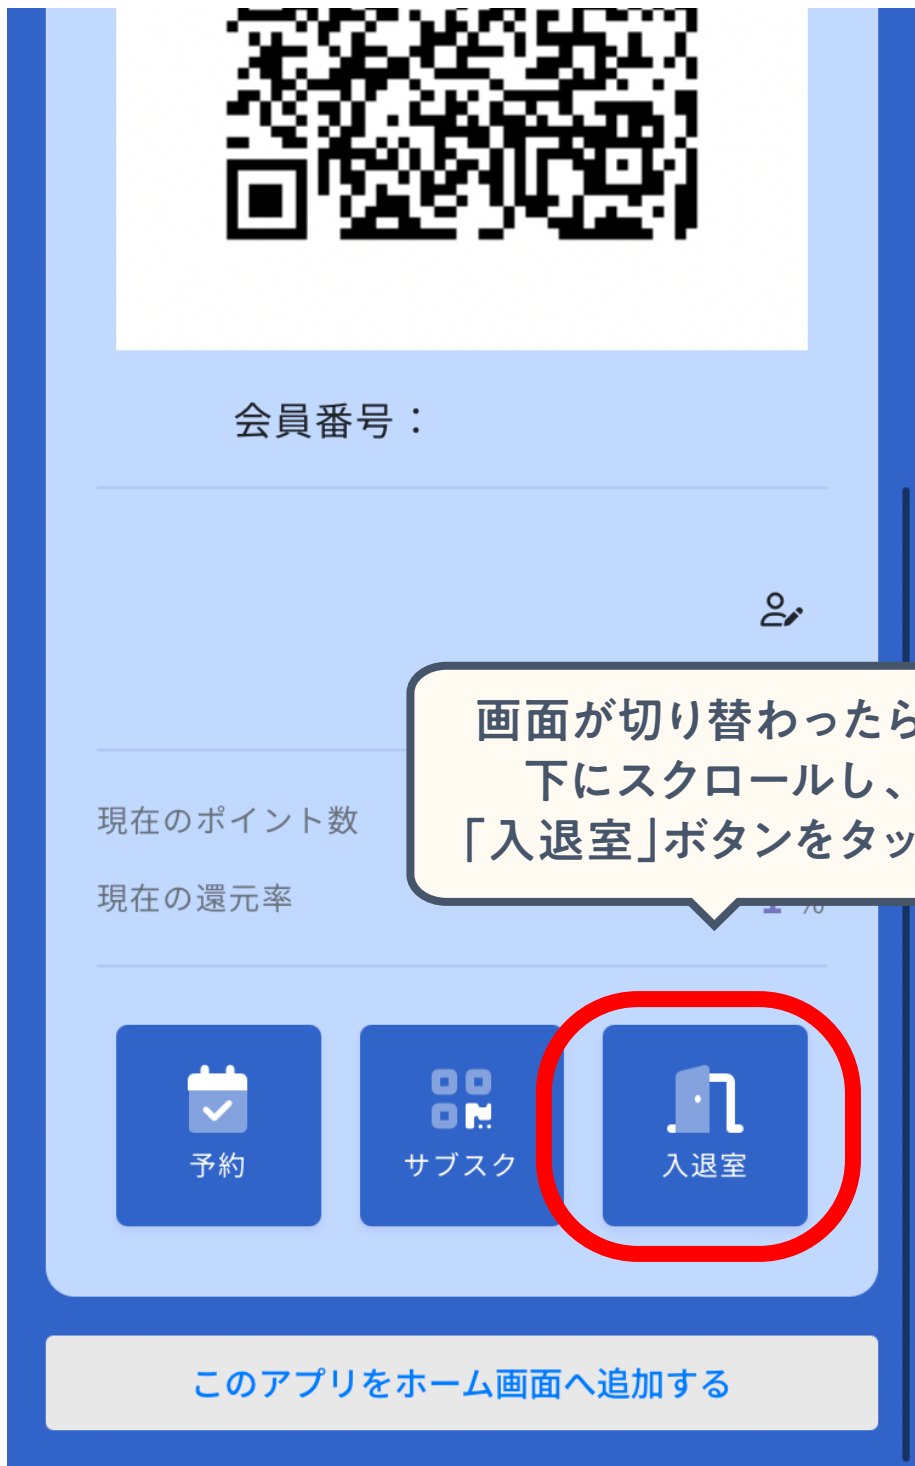 会員番号：
画面が切り替わったら
下にスクロールし、
「入退室」ボタンをタッ
現在のポイント数
現在の還元率
1 %
予約
サブスク
入退室
このアプリをホーム画面へ追加する